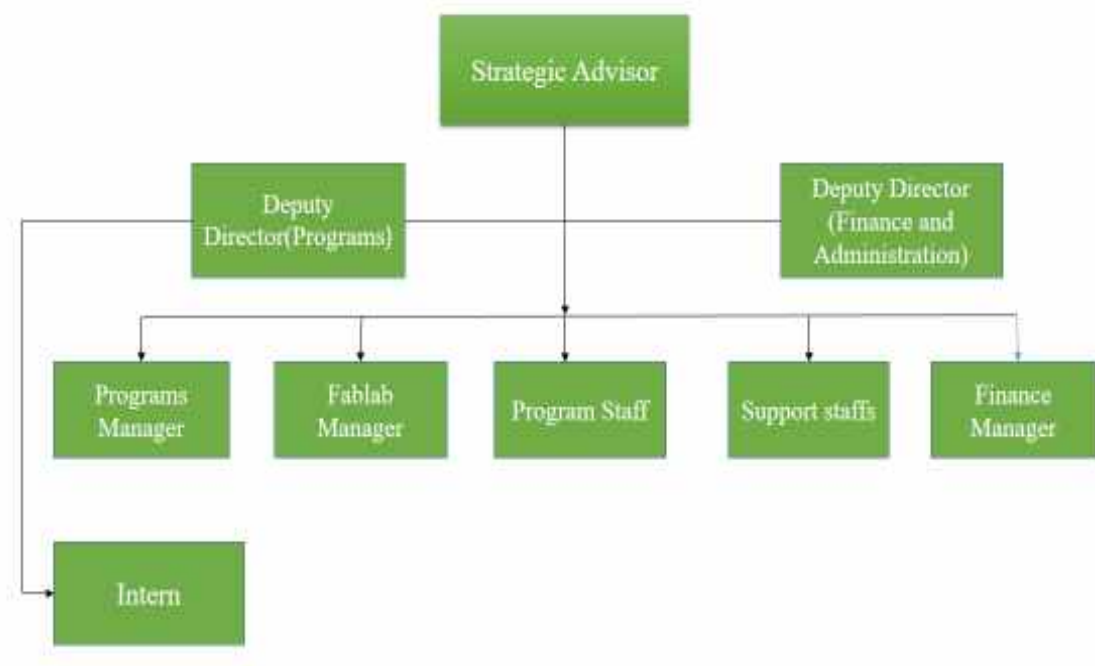 Strategic Advisor
Deputy
Director(Programs)
Deputy Director
(Finance and
Administration)
Programs
Manager
Fablab
Manager
Program Staff
Support staffs
Finance
Manager
Intern